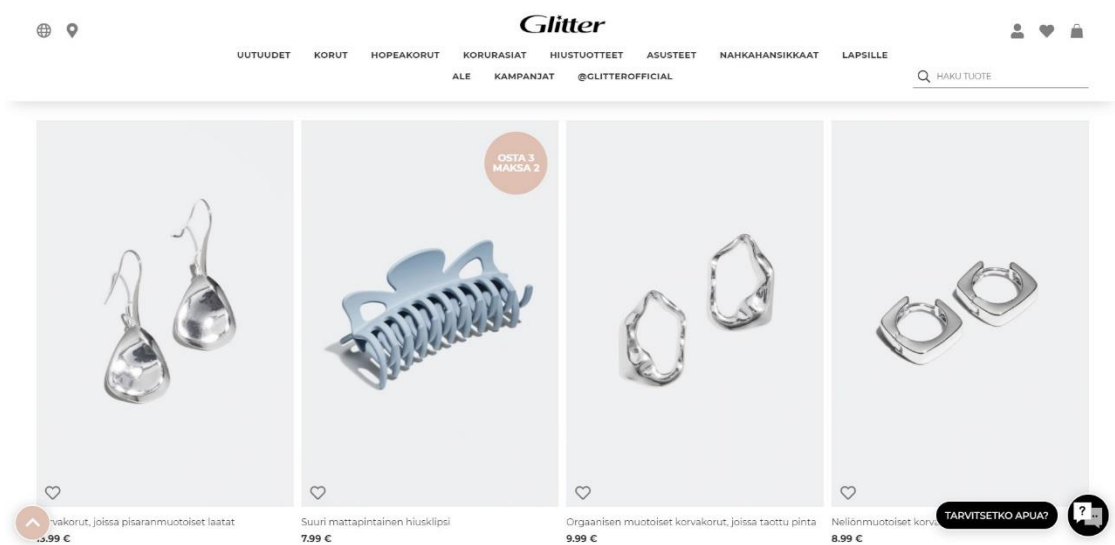 Glitter
UUTUUDET KORUT HOPEAKORUT KORURASIAT HIUSTUOTTEET ASUSTEET NAHKAHANSIKKAAT LAPSILLE
ALE KAMPANJAT @GLITTEROFFICIAL
HAKU TUOTE
OSTA 3
MAKSA 2
joissa pisaranmuotoiset laatat
Suuri mattapintainen hiusklipsi
7.99 €
Orgaanisen muotoiset korvakorut, joissa taottu pinta
9.99 €
Neliönmuotoiset
8.99 €
TARVITSETKO APUA?